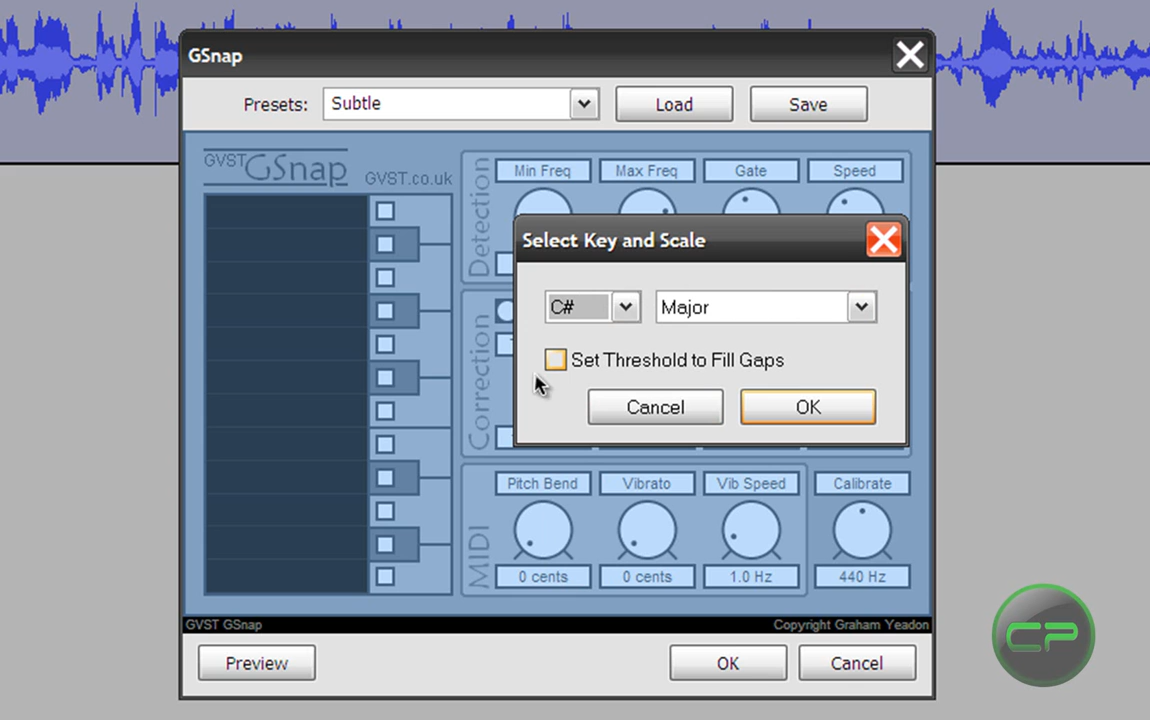 GSnap
Presets: Subtle Load Save
GVST GSnap GVST.co.uk
Detection
Min Freq Max Freq Gate Speed
Select Key and Scale
C# Major
Set Threshold to Fill Gaps
Cancel OK
Correction
MIDI
Pitch Bend Vibrato Vib Speed Calibrate
0 cents 0 cents 1.0 Hz 440 Hz
GVST GSnap Copyright Graham Yeadon
Preview OK Cancel
CP